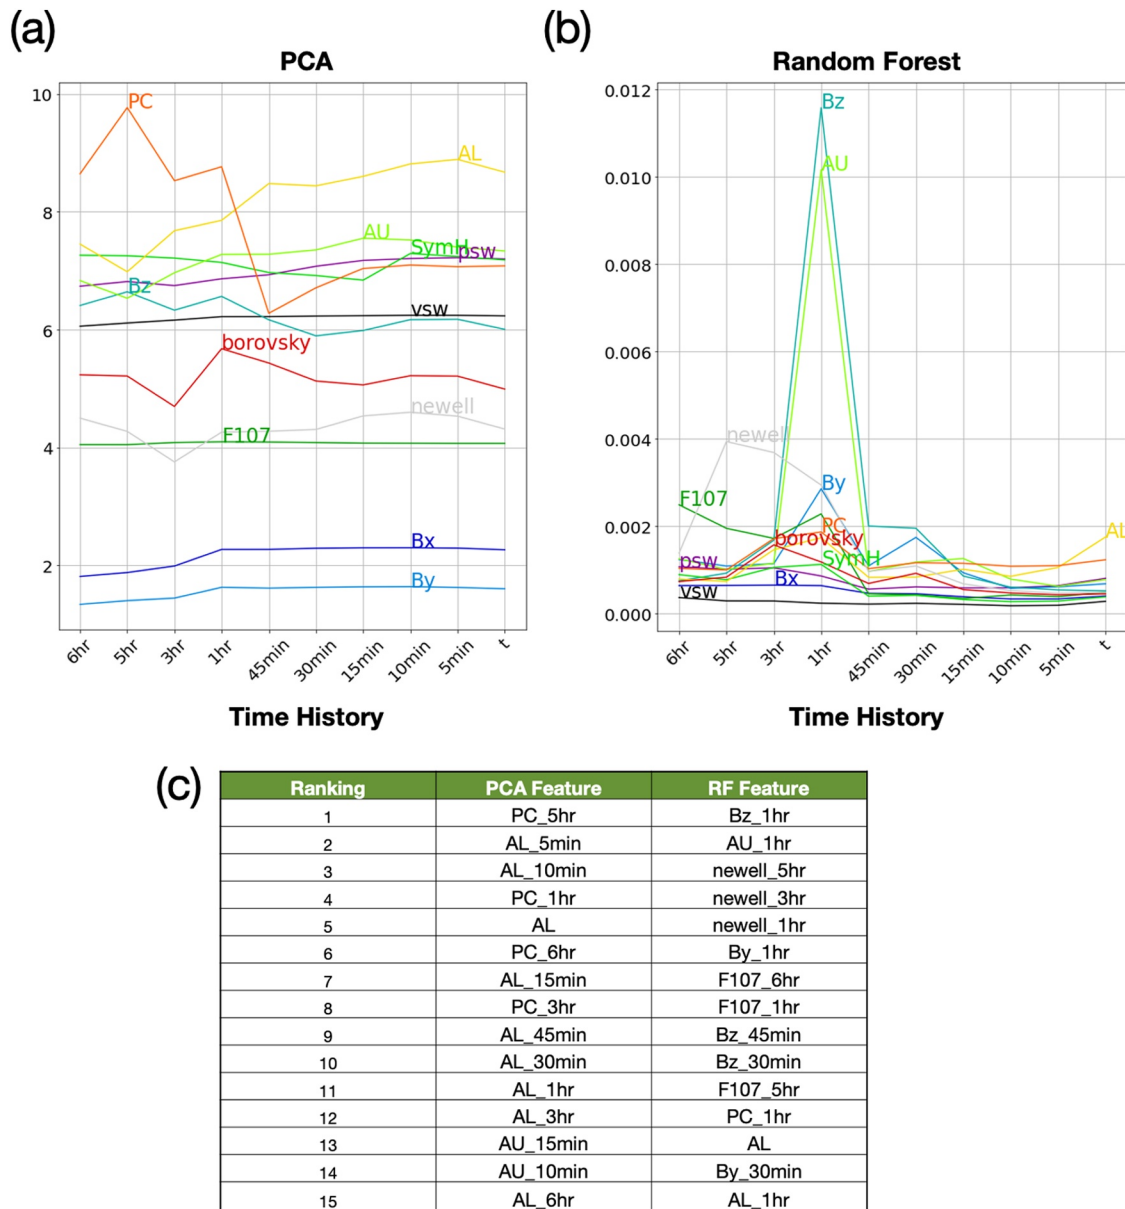 (a)
PCA
10
8
6
4
2
PC
AL
AU
SymH
psw
Bz
vsw
borovsky
newell
F107
Bx
By
6hr
5hr
3hr
1hr
45min
30min
15min
10min
5min
t
Time History
(b)
Random Forest
0.012
0.010
0.008
0.006
0.004
0.002
0.000
Bz
AU
newell
By
F107
PC
borovsky
SymH
psw
Bx
vsw
AL
6hr
5hr
3hr
1hr
45min
30min
15min
10min
5min
t
Time History
(c)
Ranking PCA Feature RF Feature
1 PC_5hr Bz_1hr
2 AL_5min AU_1hr
3 AL_10min newell_5hr
4 PC_1hr newell_3hr
5 AL newell_1hr
6 PC_6hr By_1hr
7 AL_15min F107_6hr
8 PC_3hr F107_1hr
9 AL_45min Bz_45min
10 AL_30min Bz_30min
11 AL_1hr F107_5hr
12 AL_3hr PC_1hr
13 AU_15min AL
14 AU_10min By_30min
15 AL_6hr AL_1hr